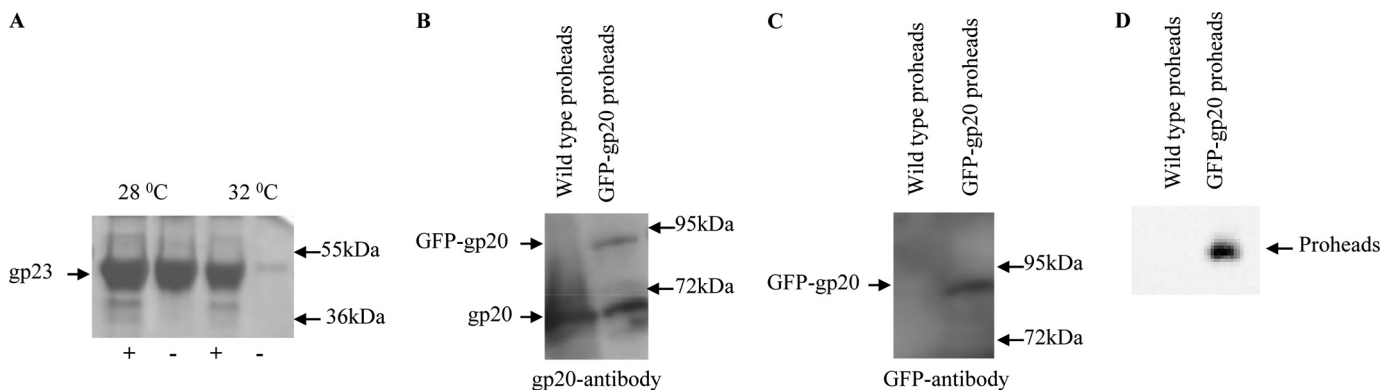 A
28 ⁰C
32 ⁰C
gp23
55kDa
36kDa
+ - + -
B
Wild type proheads
GFP-gp20 proheads
GFP-gp20
gp20
95kDa
72kDa
gp20-antibody
C
Wild type proheads
GFP-gp20 proheads
GFP-gp20
95kDa
72kDa
GFP-antibody
D
Wild type proheads
GFP-gp20 proheads
Proheads